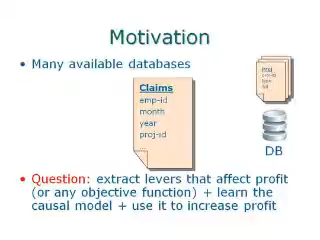 Motivation
• Many available databases
Claims
emp-id
month
year
proj-id
...
DB
• Question: extract levers that affect profit
(or any objective function) + learn the
causal model + use it to increase profit